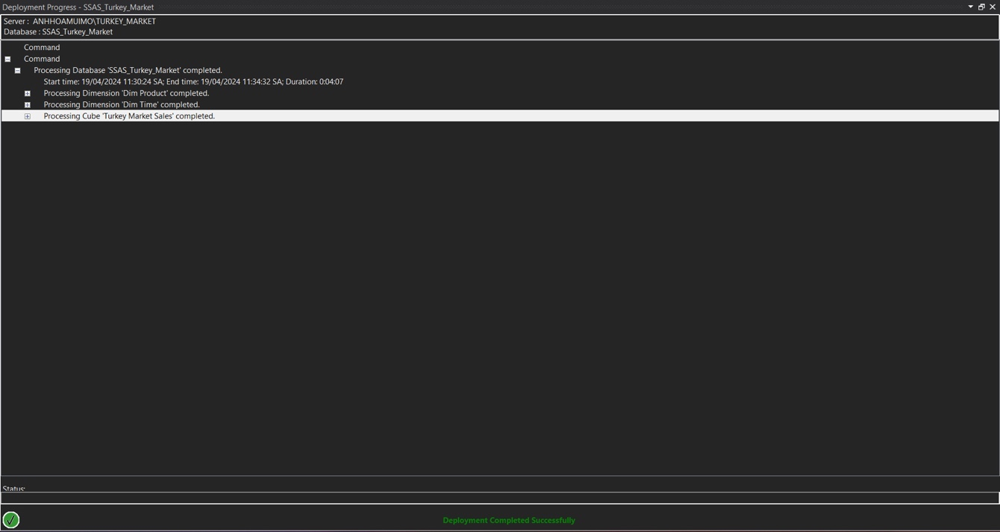 Deployment Progress - SSAS_Turkey_Market
Server : ANHHOAMUIMO\TURKEY_MARKET
Database : SSAS_Turkey_Market
Command
Command
Processing Database 'SSAS_Turkey_Market' completed.
Start time: 19/04/2024 11:30:24 SA; End time: 19/04/2024 11:34:32 SA; Duration: 0:04:07
Processing Dimension 'Dim Product' completed.
Processing Dimension 'Dim Time' completed.
Processing Cube 'Turkey Market Sales' completed.
Status:
Deployment Completed Successfully